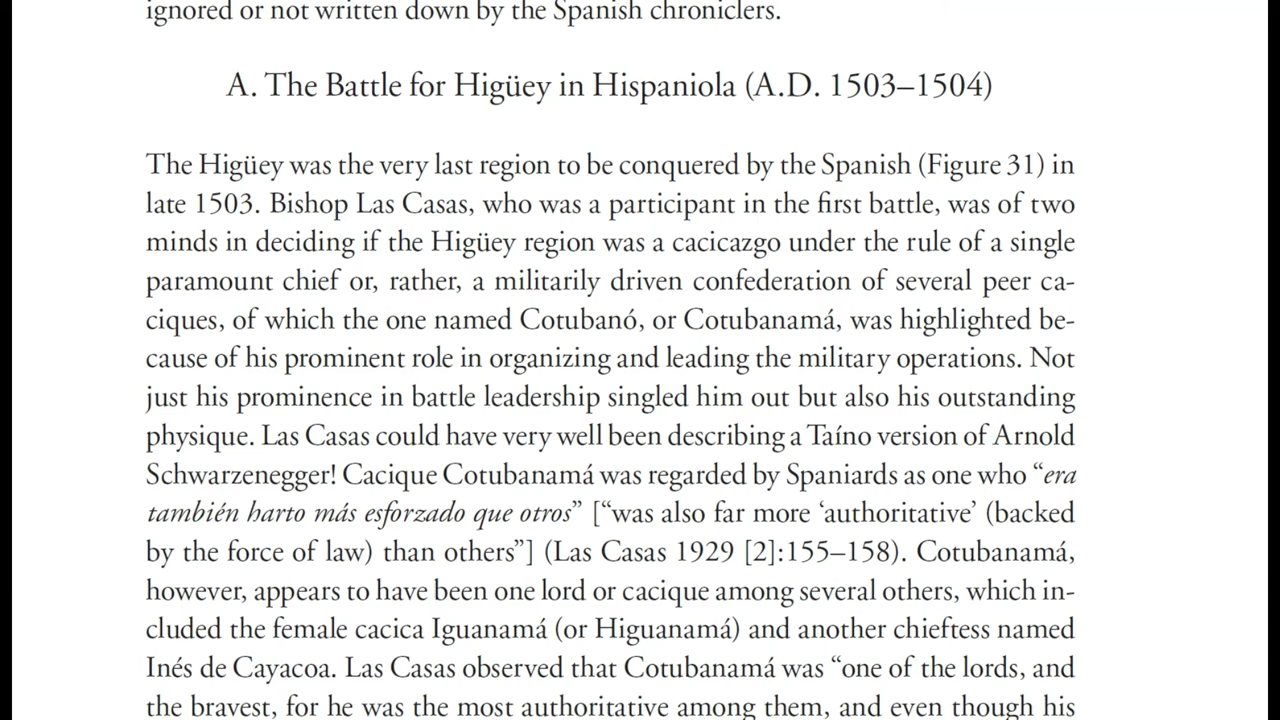 ignored or not written down by the Spanish chroniclers.
A. The Battle for Higüey in Hispaniola (A.D. 1503–1504)
The Higüey was the very last region to be conquered by the Spanish (Figure 31) in
late 1503. Bishop Las Casas, who was a participant in the first battle, was of two
minds in deciding if the Higüey region was a cacicazgo under the rule of a single
paramount chief or, rather, a militarily driven confederation of several peer ca-
ciques, of which the one named Cotubanó, or Cotubanamá, was highlighted be-
cause of his prominent role in organizing and leading the military operations. Not
just his prominence in battle leadership singled him out but also his outstanding
physique. Las Casas could have very well been describing a Taíno version of Arnold
Schwarzenegger! Cacique Cotubanamá was regarded by Spaniards as one who “era
también harto más esforzado que otros” [“was also far more ‘authoritative’ (backed
by the force of law) than others”] (Las Casas 1929 [2]:155–158). Cotubanamá,
however, appears to have been one lord or cacique among several others, which in-
cluded the female cacica Iguanamá (or Higuanamá) and another chieftess named
Inés de Cayacoa. Las Casas observed that Cotubanamá was “one of the lords, and
the bravest, for he was the most authoritative among them, and even though his